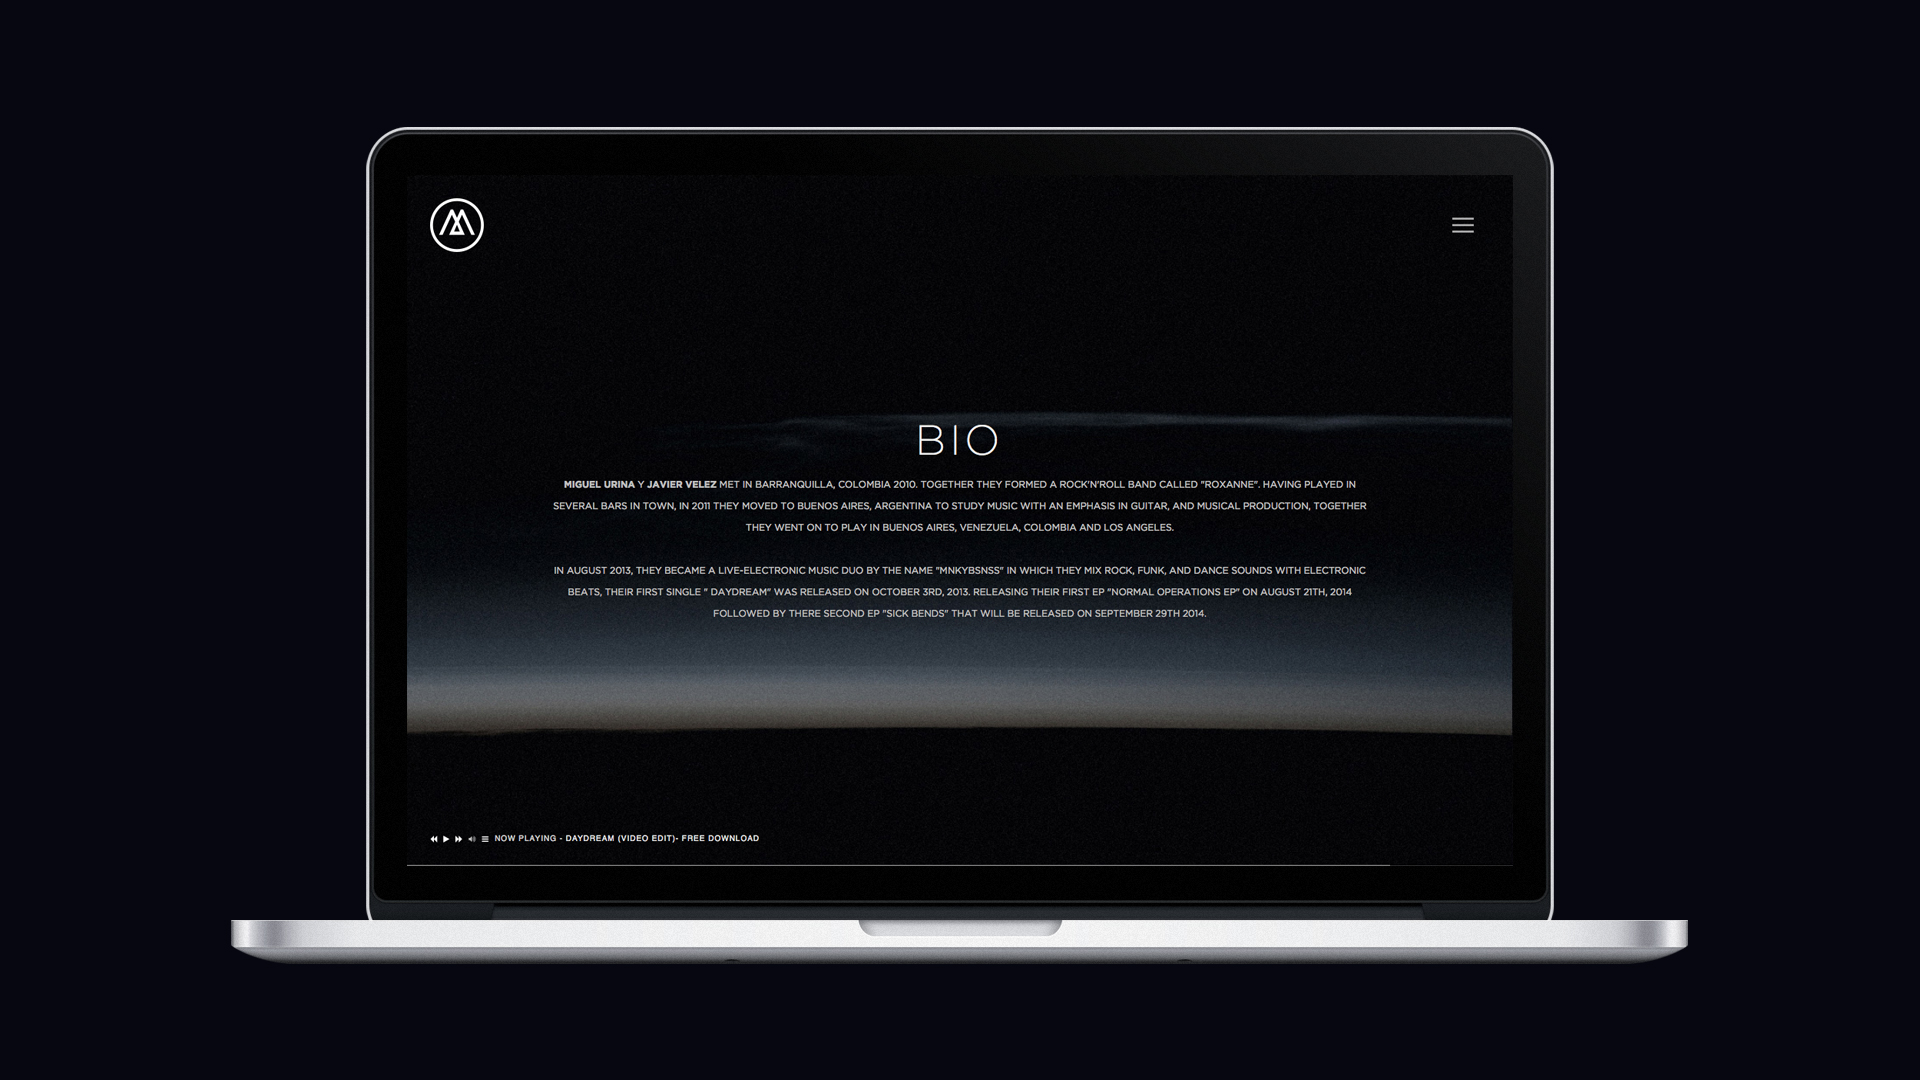 BIO
MIGUEL URINA Y JAVIER VELEZ MET IN BARRANQUILLA, COLOMBIA 2010. TOGETHER THEY FORMED A ROCK'N'ROLL BAND CALLED "ROXANNE". HAVING PLAYED IN
SEVERAL BARS IN TOWN, IN 2011 THEY MOVED TO BUENOS AIRES, ARGENTINA TO STUDY MUSIC WITH AN EMPHASIS IN GUITAR, AND MUSICAL PRODUCTION, TOGETHER
THEY WENT ON TO PLAY IN BUENOS AIRES, VENEZUELA, COLOMBIA AND LOS ANGELES.
IN AUGUST 2013, THEY BECAME A LIVE-ELECTRONIC MUSIC DUO BY THE NAME "MNKYBSNSS" IN WHICH THEY MIX ROCK, FUNK, AND DANCE SOUNDS WITH ELECTRONIC
BEATS, THEIR FIRST SINGLE " DAYDREAM" WAS RELEASED ON OCTOBER 3RD, 2013. RELEASING THEIR FIRST EP "NORMAL OPERATIONS EP" ON AUGUST 21TH, 2014
FOLLOWED BY THERE SECOND EP "SICK BENDS" THAT WILL BE RELEASED ON SEPTEMBER 29TH 2014.
NOW PLAYING - DAYDREAM (VIDEO EDIT)- FREE DOWNLOAD